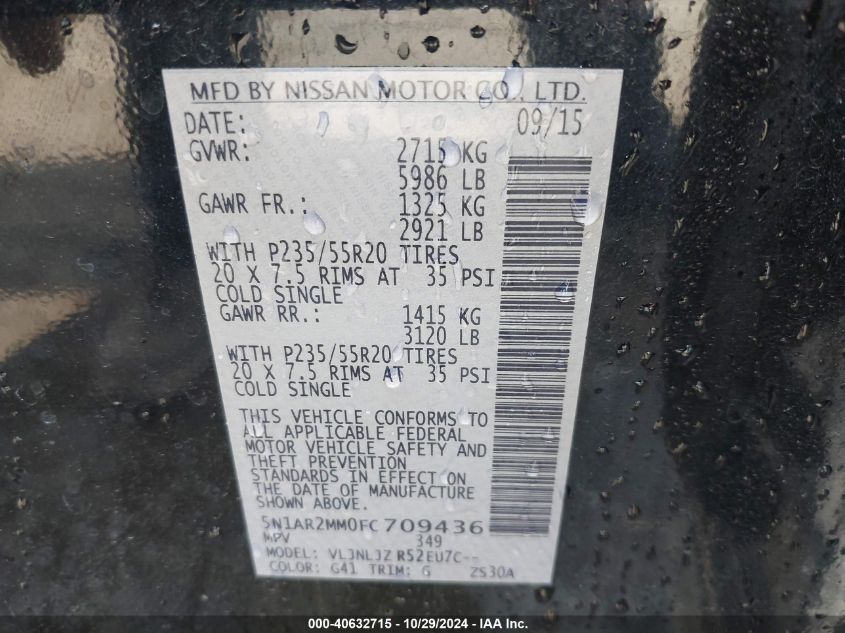 MFD BY NISSAN MOTOR CO., LTD.
DATE: 09/15
GVWR: 2715 KG
5986 LB
GAWR FR.: 1325 KG
2921 LB
WITH P235/55R20 TIRES
20 X 7.5 RIMS AT 35 PSI
COLD SINGLE
GAWR RR.: 1415 KG
3120 LB
WITH P235/55R20 TIRES
20 X 7.5 RIMS AT 35 PSI
COLD SINGLE
THIS VEHICLE CONFORMS TO
ALL APPLICABLE FEDERAL
MOTOR VEHICLE SAFETY AND
THEFT PREVENTION
STANDARDS IN EFFECT ON
THE DATE OF MANUFACTURE
SHOWN ABOVE.
5N1AR2MM0FC709436
MPV 349
MODEL: VLJNLJZ R52EU7C--
COLOR: G41 TRIM: G ZS30A
000-40632715 - 10/29/2024 - IAA Inc.